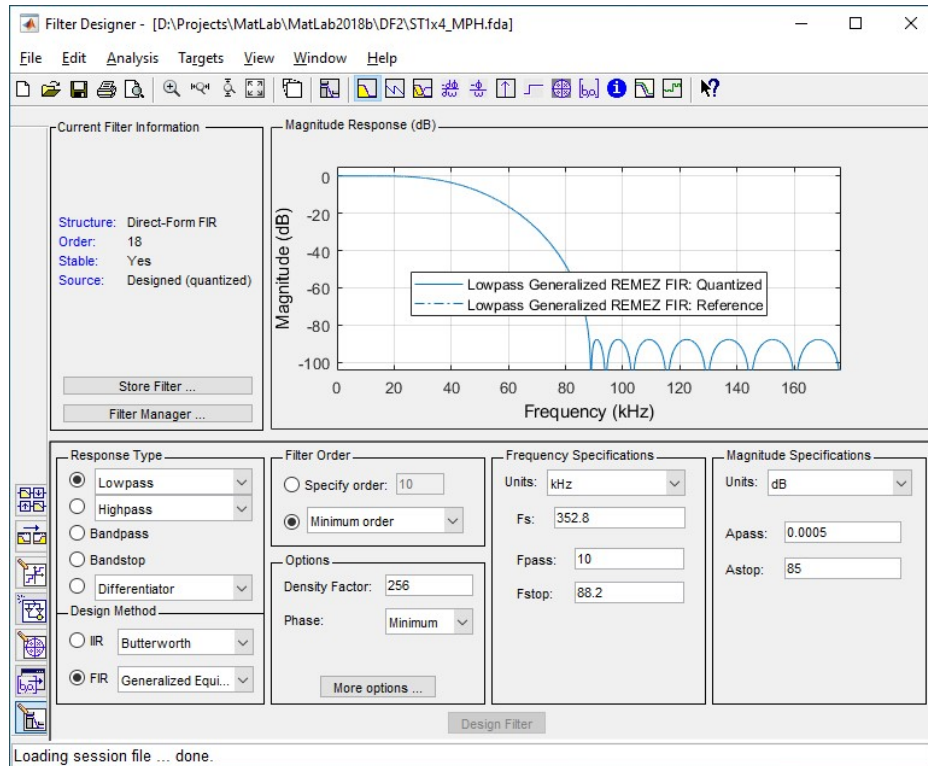 Filter Designer - [D:\Projects\MatLab\MatLab2018b\DF2\ST1x4_MPH.fda]
File Edit Analysis Targets View Window Help
Current Filter Information
Structure: Direct-Form FIR
Order: 18
Stable: Yes
Source: Designed (quantized)
Store Filter ...
Filter Manager ...
Magnitude Response (dB)
Magnitude (dB)
0
-20
-40
-60
-80
-100
Lowpass Generalized REMEZ FIR: Quantized
Lowpass Generalized REMEZ FIR: Reference
0 20 40 60 80 100 120 140 160
Frequency (kHz)
Response Type
Lowpass
Highpass
Bandpass
Bandstop
Differentiator
Design Method
IIR Butterworth
FIR Generalized Equi...
Filter Order
Specify order: 10
Minimum order
Options
Density Factor: 256
Phase: Minimum
More options ...
Frequency Specifications
Units: kHz
Fs: 352.8
Fpass: 10
Fstop: 88.2
Magnitude Specifications
Units: dB
Apass: 0.0005
Astop: 85
Design Filter
Loading session file ... done.